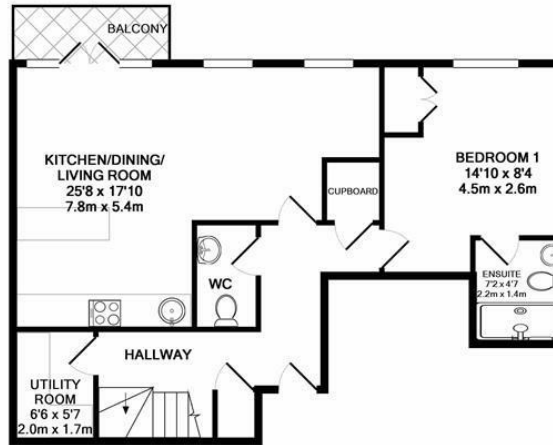 BALCONY
KITCHEN/DINING/
LIVING ROOM
25'8 x 17'10
7.8m x 5.4m
BEDROOM 1
14'10 x 8'4
4.5m x 2.6m
CUPBOARD
WC
ENSUITE
7'2 x 4'7
2.2m x 1.4m
HALLWAY
UTILITY
ROOM
6'6 x 5'7
2.0m x 1.7m